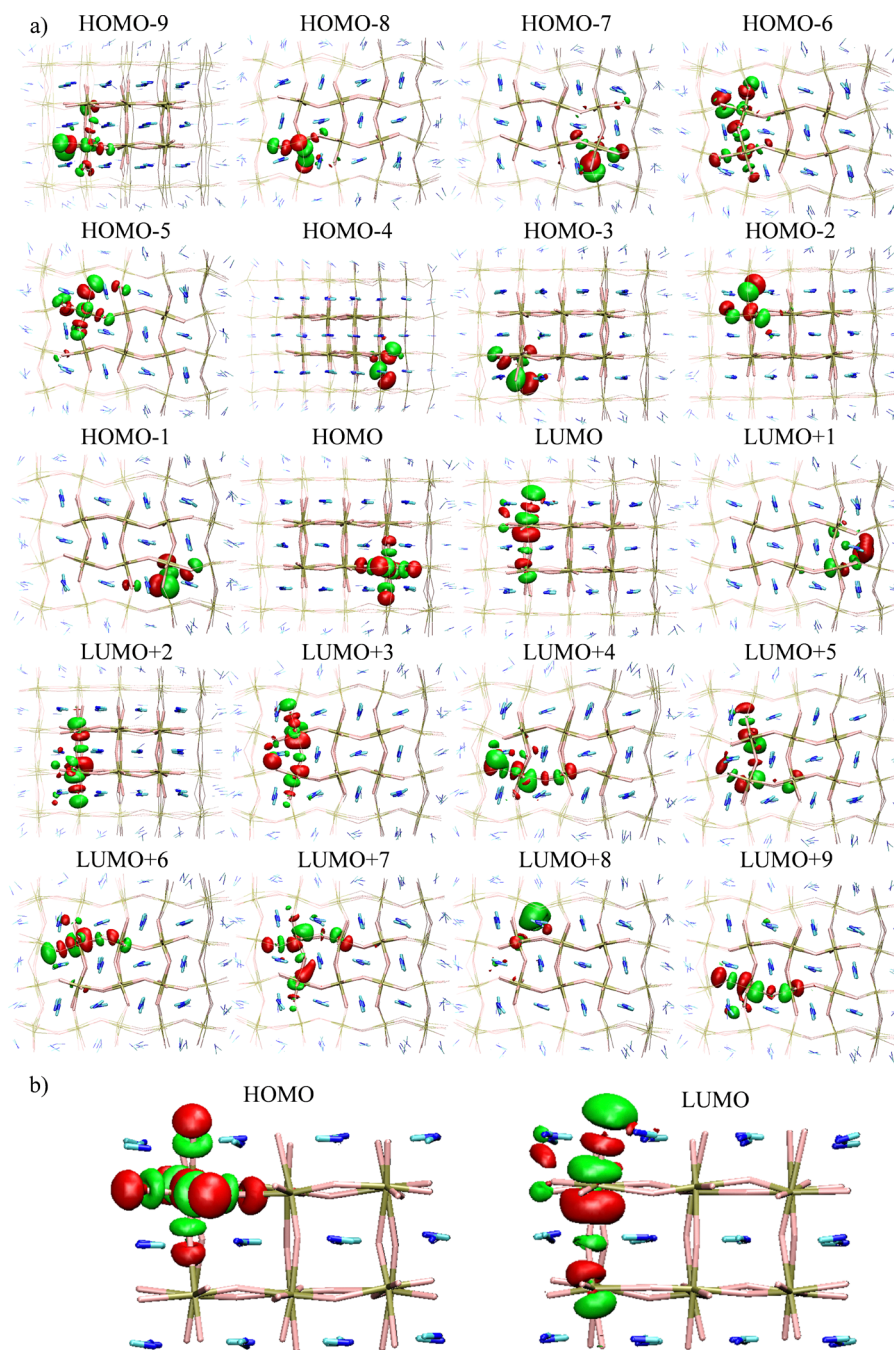 a)
HOMO-9 HOMO-8 HOMO-7 HOMO-6
HOMO-5 HOMO-4 HOMO-3 HOMO-2
HOMO-1 HOMO LUMO LUMO+1
LUMO+2 LUMO+3 LUMO+4 LUMO+5
LUMO+6 LUMO+7 LUMO+8 LUMO+9
b)
HOMO LUMO